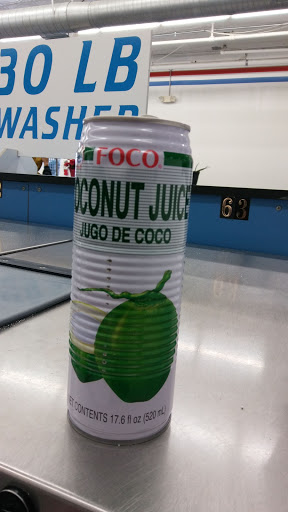 30 LB
WASHER
FOCO
COCONUT JUICE
JUGO DE COCO
63
NET CONTENTS 17.6 fl oz (520 mL)